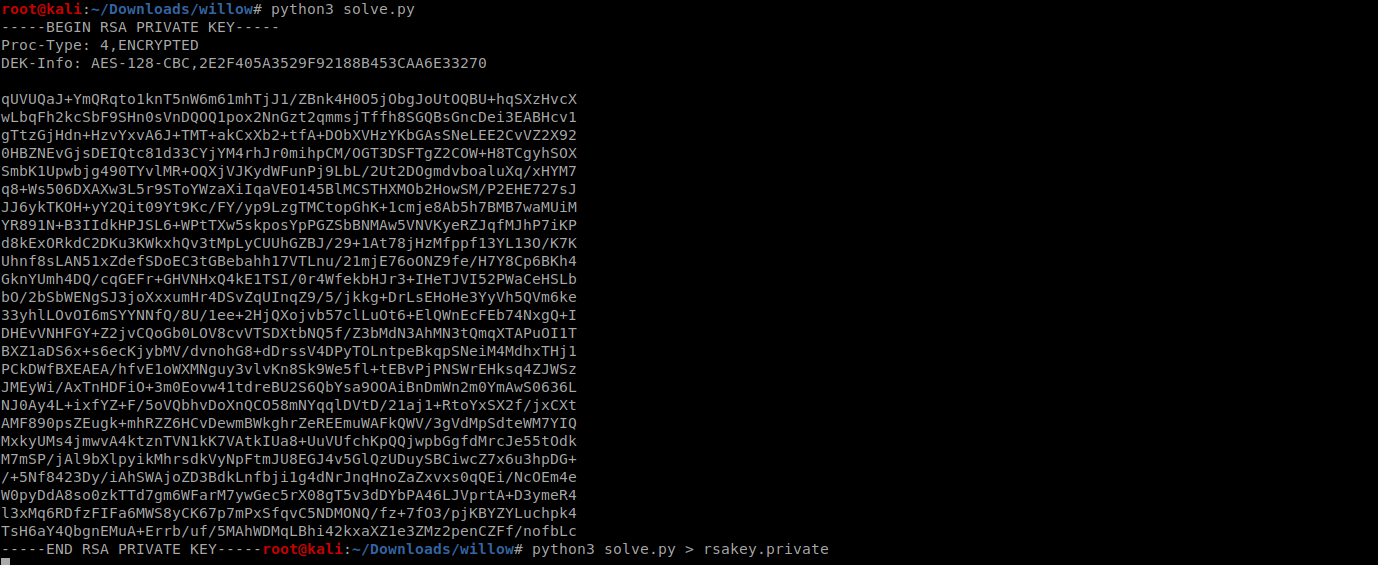 root@kali:~/Downloads/willow# python3 solve.py
-----BEGIN RSA PRIVATE KEY-----
Proc-Type: 4,ENCRYPTED
DEK-Info: AES-128-CBC,2E2F405A3529F92188B453CAA6E33270

qUVUQaJ+YmQRqto1knT5nW6m61mhTjJ1/ZBnk4H0O5jObgJoUtOQBU+hqSXzHvcX
wLbqFh2kcSbF9SHn0sVnDQOQ1pox2NnGzt2qmmsjTffh8SGQBsGncDei3EABHcv1
gTtzGjHdn+HzvYxvA6J+TMT+akCxXb2+tfA+DObXVHzYKbGAsSNeLEE2CvVZ2X92
0HBZNEvGjsDEIQtc81d33CYjYM4rhJr0mihpCM/OGT3DSFTgZ2COW+H8TCgyhSOX
SmbK1Upwbjg490TYvlMR+OQXjVJKydWFunPj9LbL/2Ut2DOgmdvboaluXq/xHYM7
q8+Ws506DXAXw3L5r9SToYWzaXiIqaVEO145BlMCSTHXMOb2HowSM/P2EHE727sJ
JJ6ykTKOH+yY2Qit09Yt9Kc/FY/yp9LzgTMCtopGhK+1cmje8Ab5h7BMB7waMUiM
YR891N+B3IIdkHPJSL6+WPtTXw5skposYpPGZSbBNMAw5VNVKyeRZJqfMJhP7iKP
d8kExORkdC2DKu3KWkxhQv3tMpLyCUUhGZBJ/29+1At78jHzMfppf13YL13O/K7K
Uhnf8sLAN51xZdefSDoEC3tGBebahh17VTLnu/21mjE76oONZ9fe/H7Y8Cp6BKh4
GknYUmh4DQ/cqGEFr+GHVNHxQ4kE1TSI/0r4WfekbHJr3+IHeTJVI52PWaCeHSLb
bO/2bSbWENgSJ3joXxxumHr4DSvZqUInqZ9/5/jkkg+DrLsEHoHe3YyVh5QVm6ke
33yhlLOvOI6mSYYNNfQ/8U/1ee+2HjQXojvb57clLuOt6+ElQWnEcFEb74NxgQ+I
DHEvVNHFGY+Z2jvCQoGb0LOV8cvVTSDXtbNQ5f/Z3bMdN3AhMN3tQmqXTAPuOI1T
BXZ1aDS6x+s6ecKjybMV/dvnohG8+dDrssV4DPyTOLntpeBkqpSNeiM4MdhxTHj1
PCkDWfBXEAEA/hfvE1oWXMNguy3vlvKn8Sk9We5fl+tEBvPjPNSWrEHksq4ZJWSz
JMEyWi/AxTnHDFiO+3m0Eovw41tdreBU2S6QbYsa9OOAiBnDmWn2m0YmAwS0636L
NJ0Ay4L+ixfYZ+F/5oVQbhvDoXnQCO58mNYqqlDVtD/21aj1+RtoYxSX2f/jxCXt
AMF890psZEugk+mhRZZ6HCvDewmBWkghrZeREEmuWAFkQWV/3gVdMpSdteWM7YIQ
MxkyUMs4jmwvA4ktznTVN1kK7VAtkIUa8+UuVUfchKpQQjwpbGgfdMrcJe55tOdk
M7mSP/jAl9bXlpyikMhrsdkVyNpFtmJU8EGJ4v5GlQzUDuySBCiwcZ7x6u3hpDG+
/+5Nf8423Dy/iAhSWAjoZD3BdkLnfbji1g4dNrJnqHnoZaZxvxs0qQEi/NcOEm4e
W0pyDdA8so0zkTTd7gm6WFarM7ywGec5rX08gT5v3dDYbPA46LJVprtA+D3ymeR4
l3xMq6RDfzFIFa6MWS8yCK67p7mPxSfqvC5NDMONQ/fz+7fO3/pjKBYZYLuchpk4
TsH6aY4QbgnEMuA+Errb/uf/5MAhWDMqLBhi42kxaXZ1e3ZMz2penCZFf/nofbLc
-----END RSA PRIVATE KEY-----root@kali:~/Downloads/willow# python3 solve.py > rsakey.private